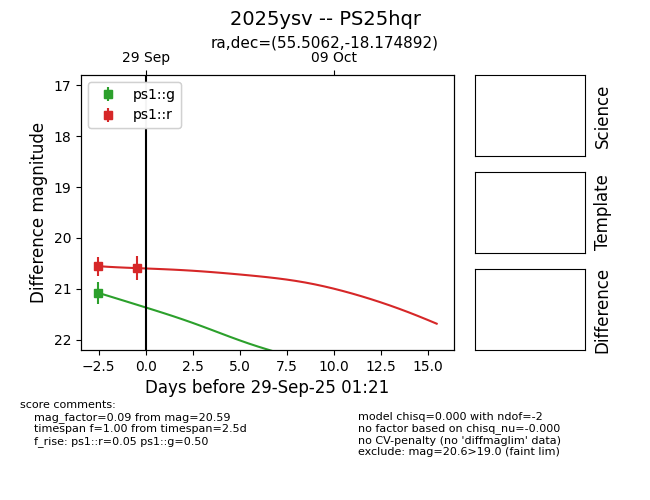 2025ysv -- PS25hqr
ra,dec=(55.5062,-18.174892)
29 Sep
09 Oct
ps1::g
ps1::r
17
18
19
20
21
22
Difference magnitude
−2.5
0.0
2.5
5.0
7.5
10.0
12.5
15.0
Days before 29-Sep-25 01:21
Science
Template
Difference
score comments:
mag_factor=0.09 from mag=20.59
timespan f=1.00 from timespan=2.5d
f_rise: ps1::r=0.05 ps1::g=0.50
model chisq=0.000 with ndof=-2
no factor based on chisq_nu=-0.000
no CV-penalty (no 'diffmaglim' data)
exclude: mag=20.6>19.0 (faint lim)